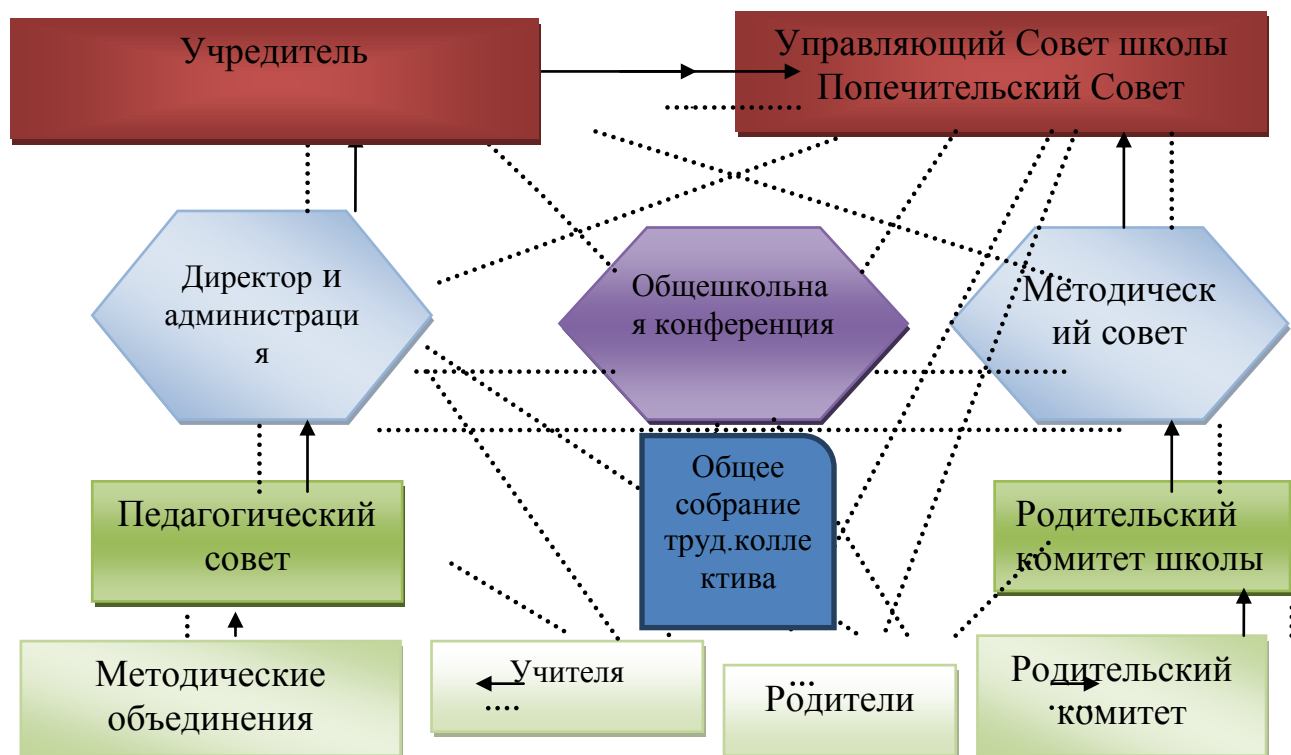 Учредитель
Управляющий Совет школы
Попечительский Совет
Директор и
администраци
я
Общешкольна
я конференция
Методическ
ий совет
Педагогический
совет
Общее
собрание
труд.колле
ктива
Родительский
комитет школы
Методические
объединения
Учителя
Родители
Родительский
комитет